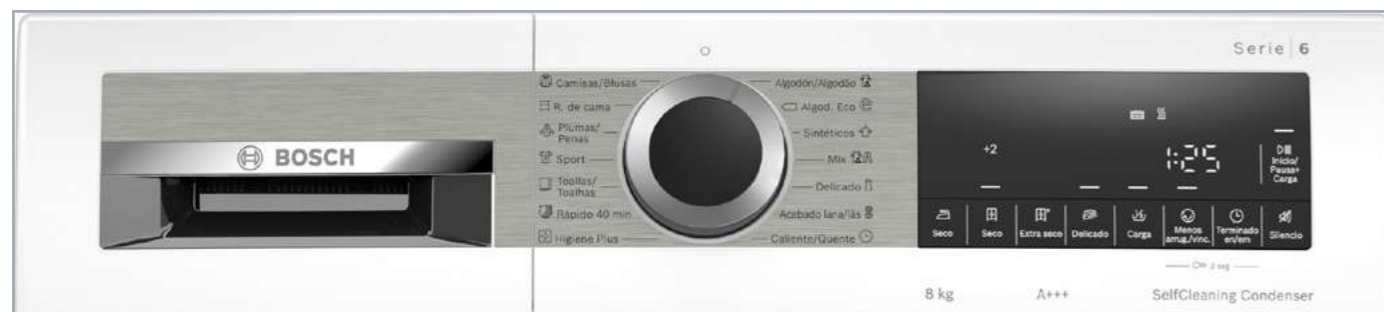 Serie 6
BOSCH
Camisas/Blusas
R. de cama
Plumas/
Penas
Sport
Toallas/
Toalhas
Rápido 40 min
Higiene Plus
Algodón/Algodão
Algod. Eco
Sintéticos
Mix
Delicado
Acabado lana/lãs
Caliente/Quente
+2
1:25
Inicio/
Pausa+
Carga
Seco
Seco
Extra seco
Delicado
Carga
Menos
arrug./vinc.
Terminado
en/em
Silencio
8 kg
A+++
SelfCleaning Condenser